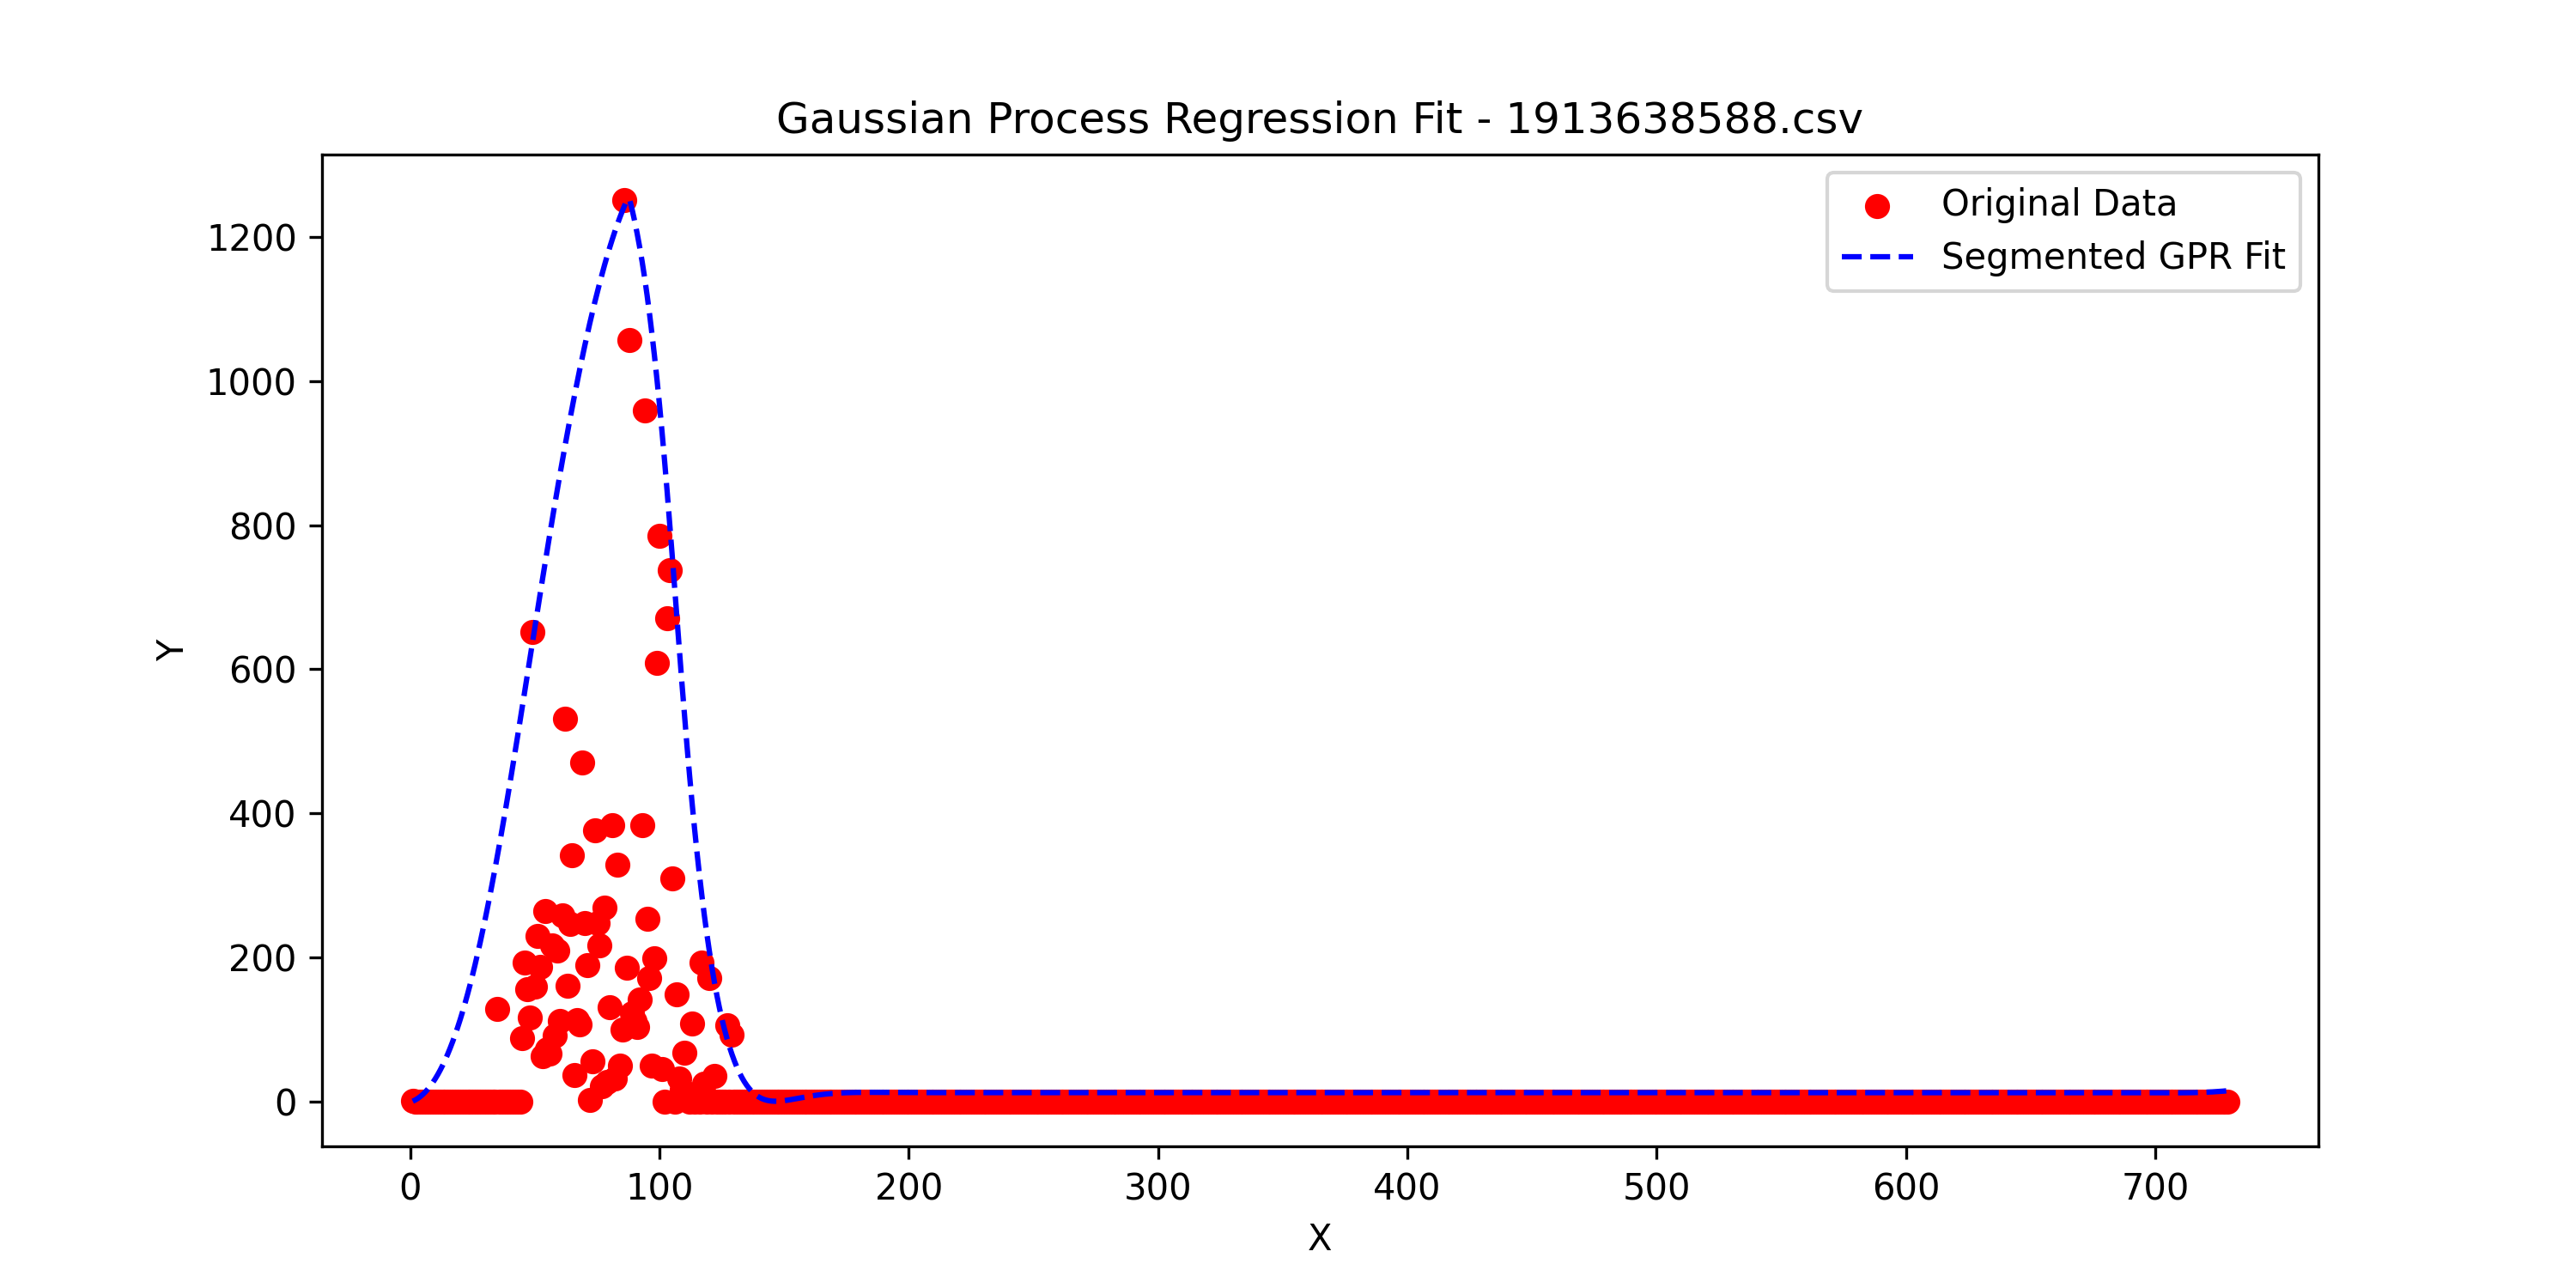 Gaussian Process Regression Fit - 1913638588.csv
Original Data
Segmented GPR Fit
1200
1000
800
600
400
200
0
Y
0 100 200 300 400 500 600 700
X